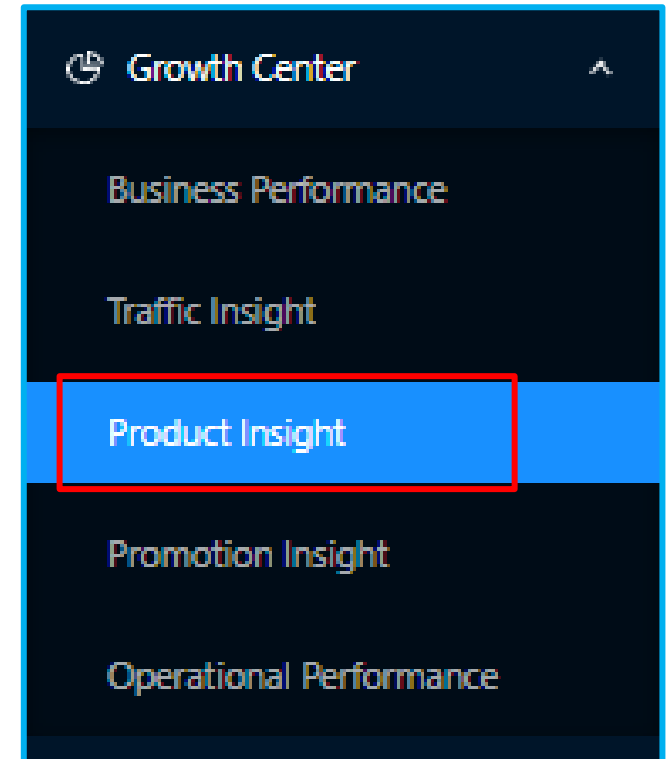 Growth Center
Business Performance
Traffic Insight
Product Insight
Promotion Insight
Operational Performance